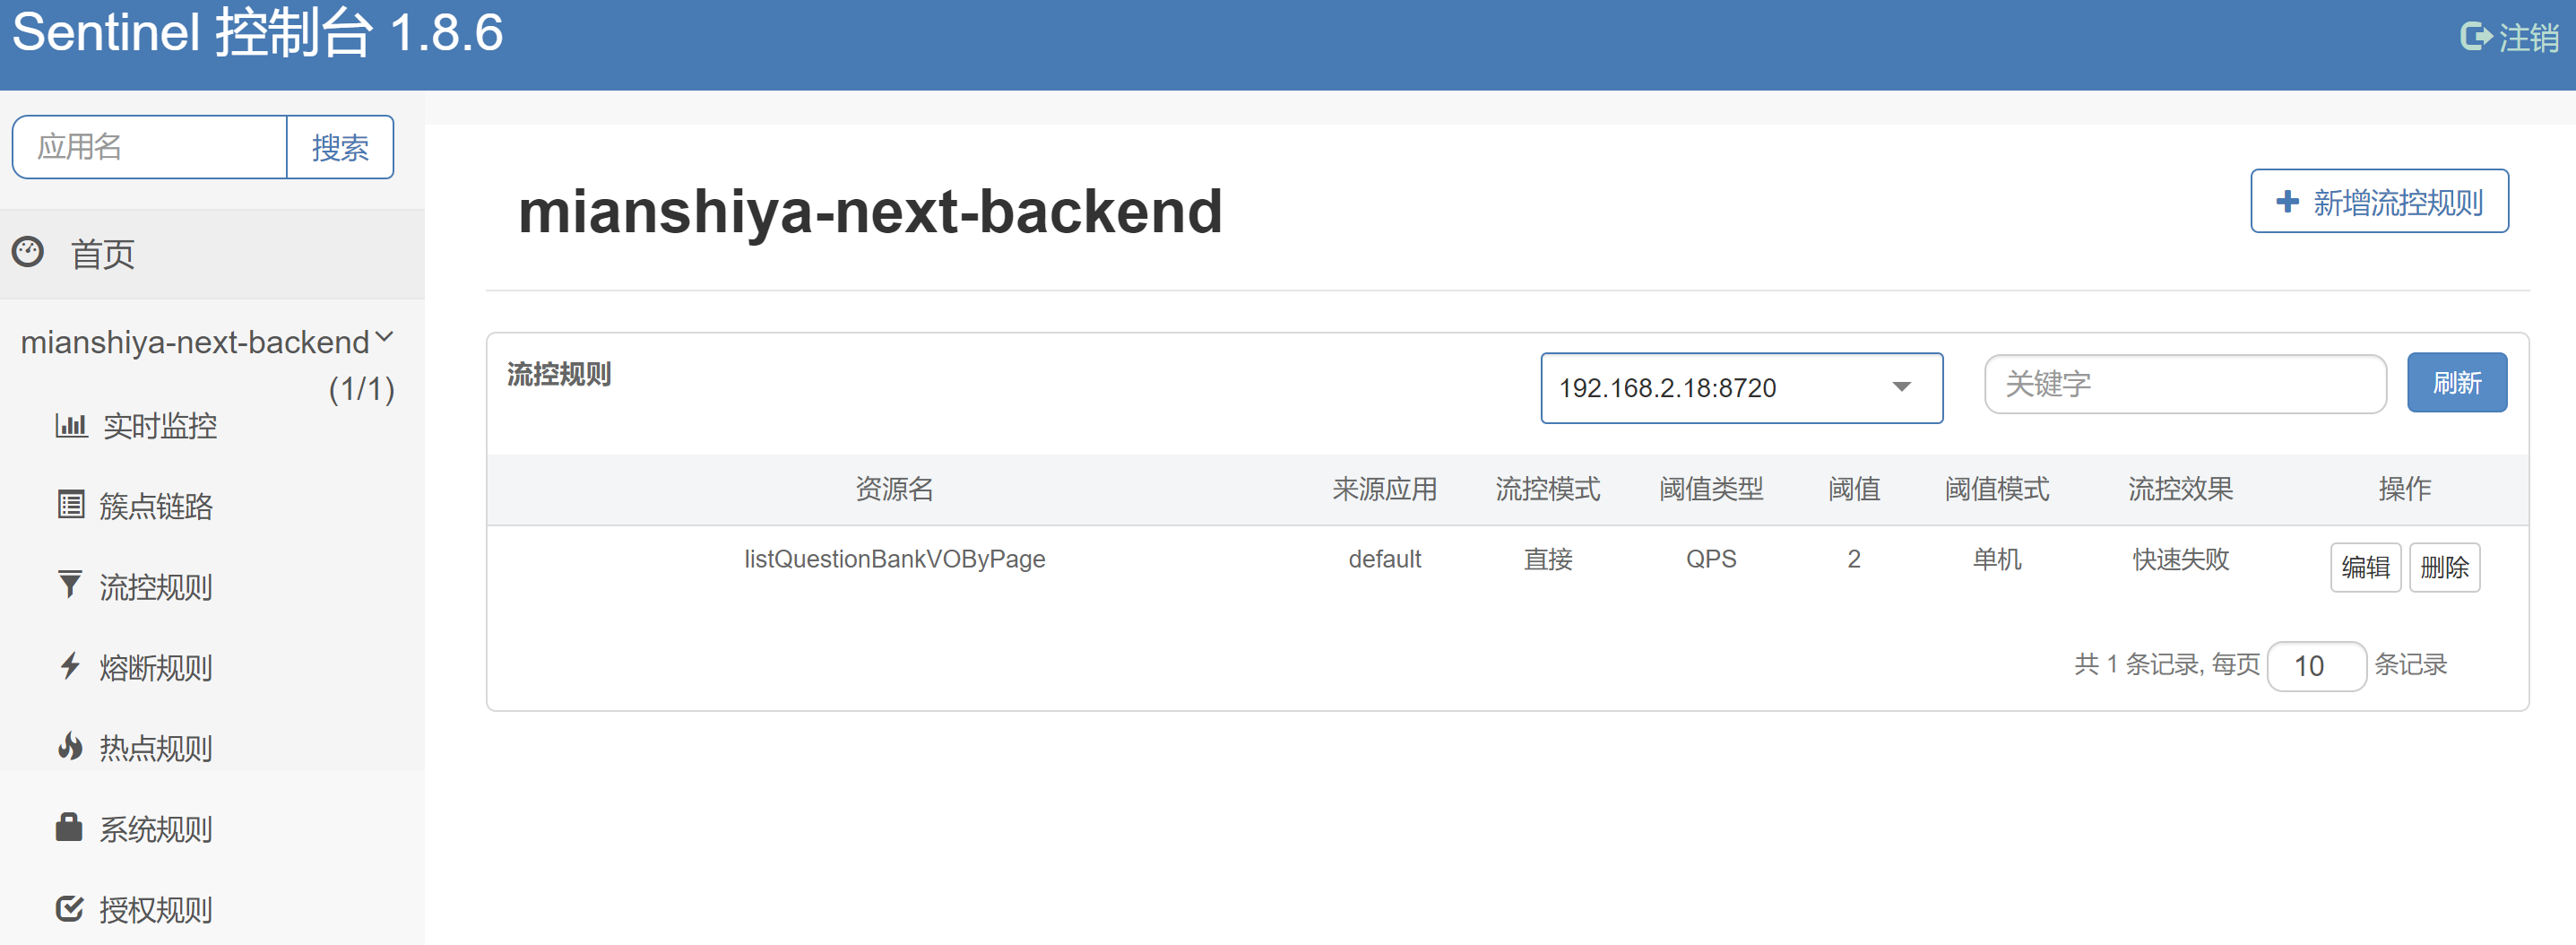 Sentinel 控制台 1.8.6
注销
应用名
搜索
首页
mianshiya-next-backend
(1/1)
实时监控
簇点链路
流控规则
熔断规则
热点规则
系统规则
授权规则
mianshiya-next-backend
新增流控规则
流控规则
192.168.2.18:8720
关键字
刷新
资源名 来源应用 流控模式 阈值类型 阈值 阈值模式 流控效果 操作
listQuestionBankVOByPage default 直接 QPS 2 单机 快速失败 编辑 删除
共 1 条记录, 每页 10 条记录